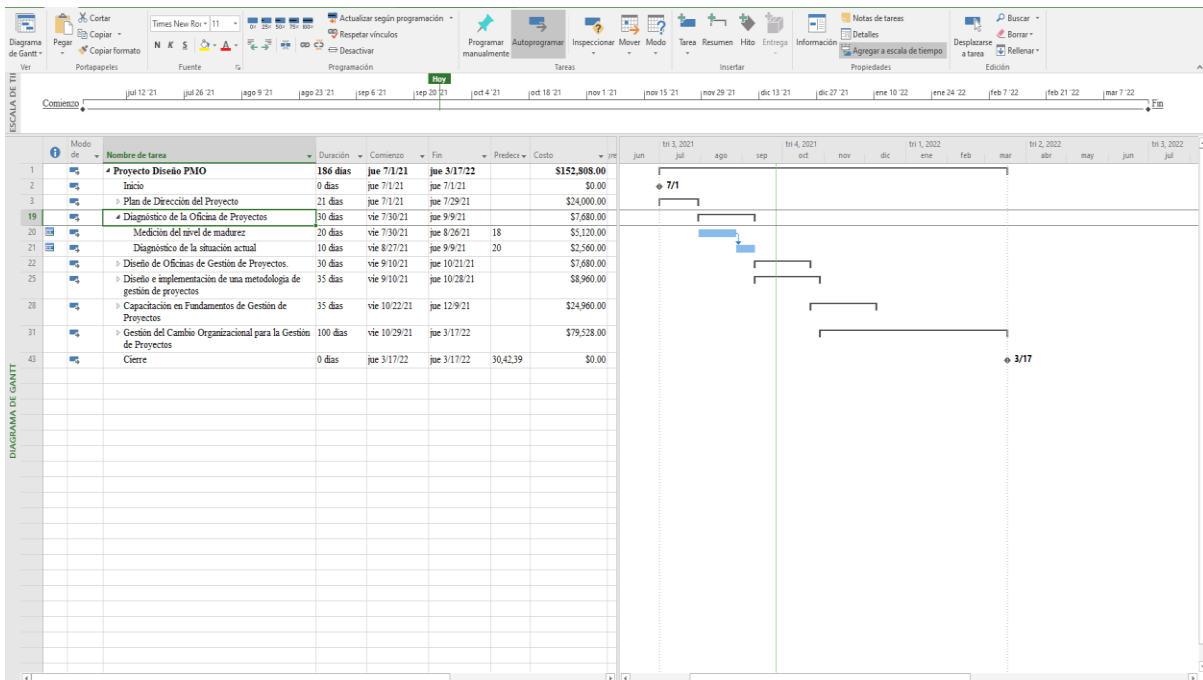 Diagrama de Gantt
Ver
Pegar
Cortar
Copiar
Copiar formato
Portapapeles
Times New Ro 11
N K S
Fuente
0% 25% 50% 75% 100%
Actualizar según programación
Respetar vínculos
Desactivar
Programación
Programar manualmente
Autoprogramar
Inspeccionar Mover Modo
Tareas
Tarea Resumen Hito Entrega
Insertar
Información
Notas de tareas
Detalles
Agregar a escala de tiempo
Propiedades
Desplazarse a tarea
Buscar
Borrar
Rellenar
Edición
Hoy
jul 12 '21 jul 26 '21 ago 9 '21 ago 23 '21 sep 6 '21 sep 20 '21 oct 4 '21 oct 18 '21 nov 1 '21 nov 15 '21 nov 29 '21 dic 13 '21 dic 27 '21 ene 10 '22 ene 24 '22 feb 7 '22 feb 21 '22 mar 7 '22
Comienzo Fin
Modo de Nombre de tarea Duración Comienzo Fin Predece Costo
tri 3, 2021 tri 4, 2021 tri 1, 2022 tri 2, 2022 tri 3, 2022
jun jul ago sep oct nov dic ene feb mar abr may jun jul
1 Proyecto Diseño PMO 186 días jue 7/1/21 jue 3/17/22 $152,808.00
2 Inicio 0 días jue 7/1/21 jue 7/1/21 $0.00 7/1
3 Plan de Dirección del Proyecto 21 días jue 7/1/21 jue 7/29/21 $24,000.00
19 Diagnóstico de la Oficina de Proyectos 30 días vie 7/30/21 jue 9/9/21 $7,680.00
20 Medición del nivel de madurez 20 días vie 7/30/21 jue 8/26/21 18 $5,120.00
21 Diagnóstico de la situación actual 10 días vie 8/27/21 jue 9/9/21 20 $2,560.00
22 Diseño de Oficinas de Gestión de Proyectos. 30 días vie 9/10/21 jue 10/21/21 $7,680.00
25 Diseño e implementación de una metodología de 35 días vie 9/10/21 jue 10/28/21 $8,960.00
gestión de proyectos
28 Capacitación en Fundamentos de Gestión de 35 días vie 10/22/21 jue 12/9/21 $24,960.00
Proyectos
31 Gestión del Cambio Organizacional para la Gestión 100 días vie 10/29/21 jue 3/17/22 $79,528.00
de Proyectos
43 Cierre 0 días jue 3/17/22 jue 3/17/22 30,42,39 $0.00 3/17
DIAGRAMA DE GANTT